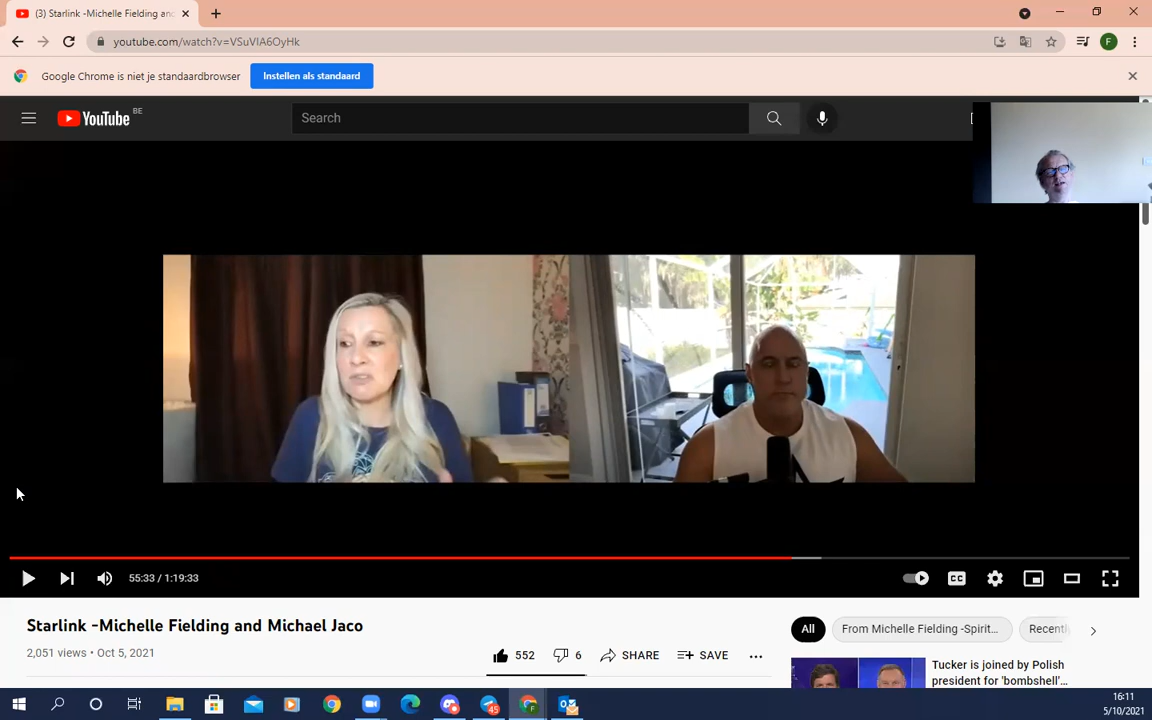 (3) Starlink -Michelle Fielding an
youtube.com/watch?v=VSuVIA6OyHk
F
Google Chrome is niet je standaardbrowser
Instellen als standaard
YouTube BE
Search
55:33 / 1:19:33
CC
Starlink -Michelle Fielding and Michael Jaco
2,051 views • Oct 5, 2021
552
6
SHARE
SAVE
All
From Michelle Fielding -Spirit...
Recently
Tucker is joined by Polish
president for 'bombshell'...
45
16:11
5/10/2021